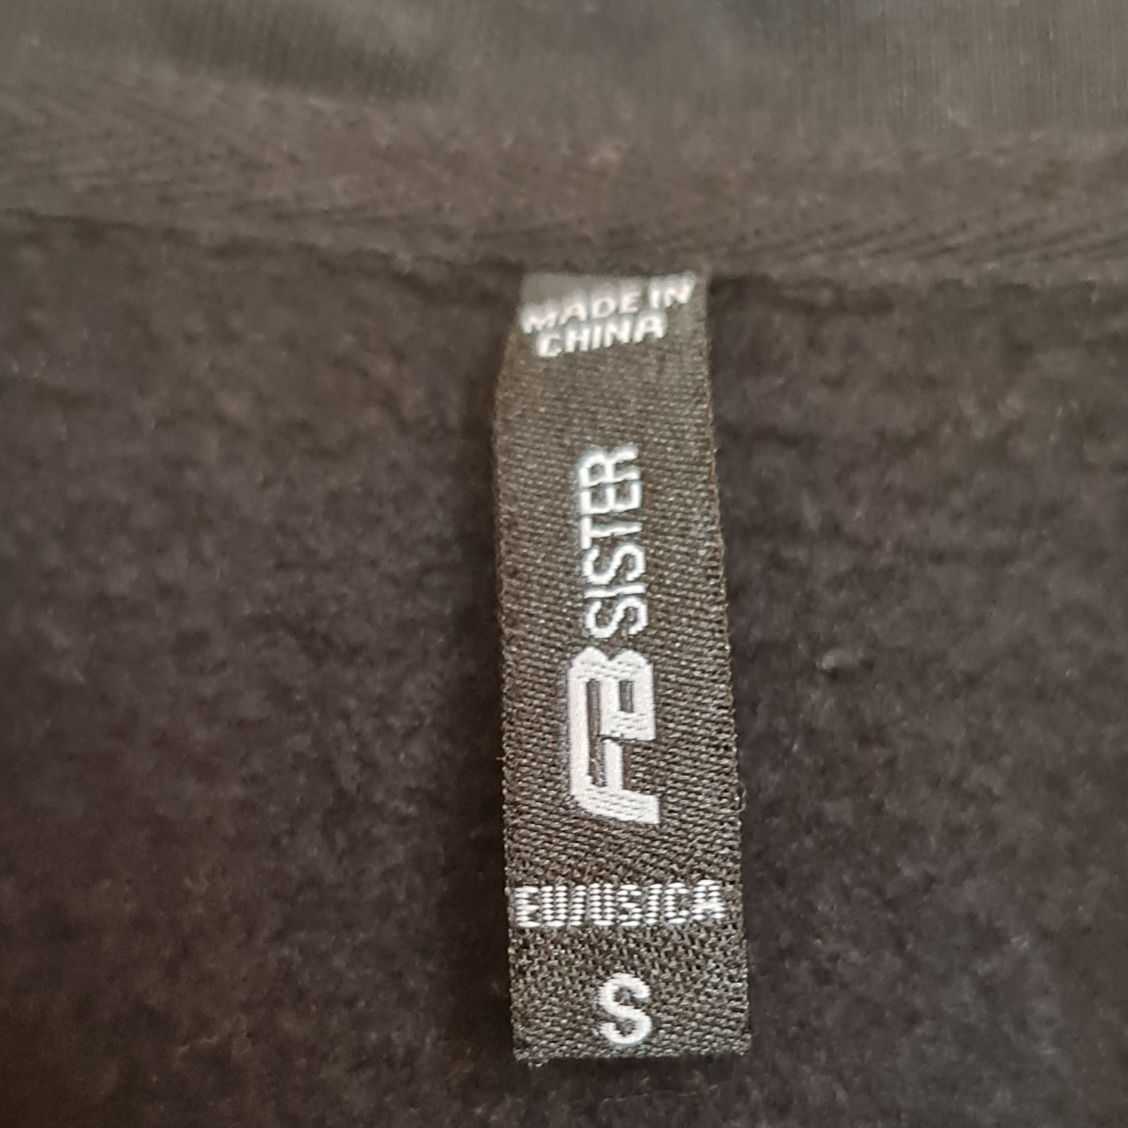 MADE IN
CHINA
FB SISTER
EU/US/CA
S